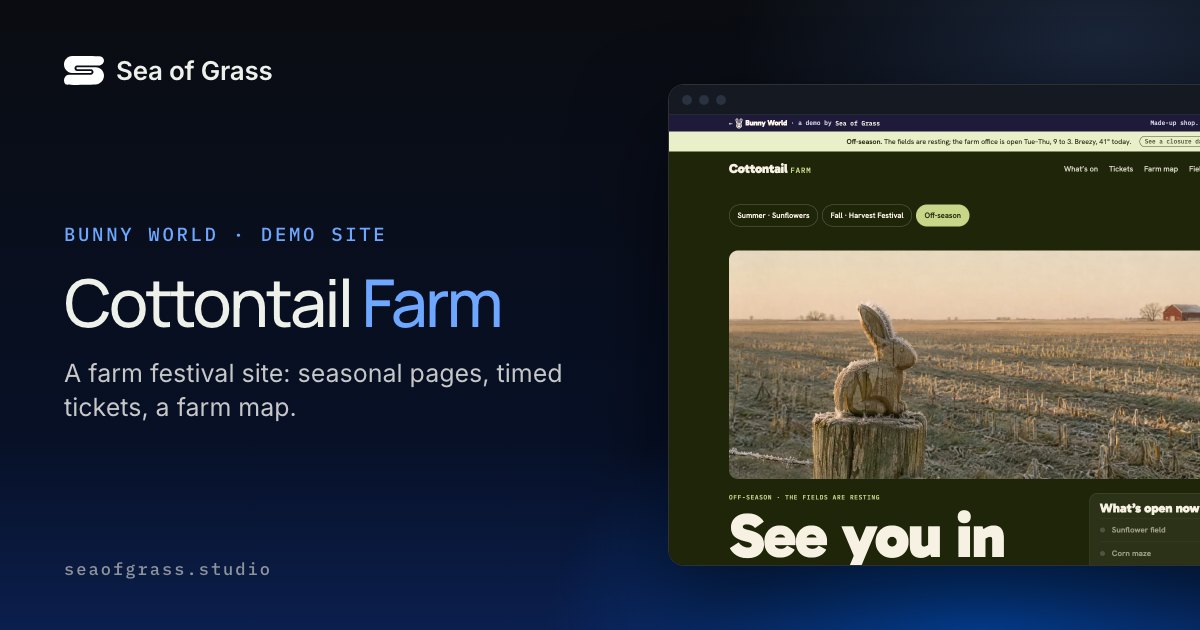 Sea of Grass
BUNNY WORLD · DEMO SITE
Cottontail Farm
A farm festival site: seasonal pages, timed
tickets, a farm map.
seaofgrass.studio
← Bunny World · a demo by Sea of Grass
Made-up shop.
Off-season. The fields are resting; the farm office is open Tue–Thu, 9 to 3. Breezy, 41° today.
See a closure
Cottontail FARM
What's on Tickets Farm map
Summer · Sunflowers
Fall · Harvest Festival
Off-season
OFF-SEASON · THE FIELDS ARE RESTING
See you in
What's open now
Sunflower field
Corn maze